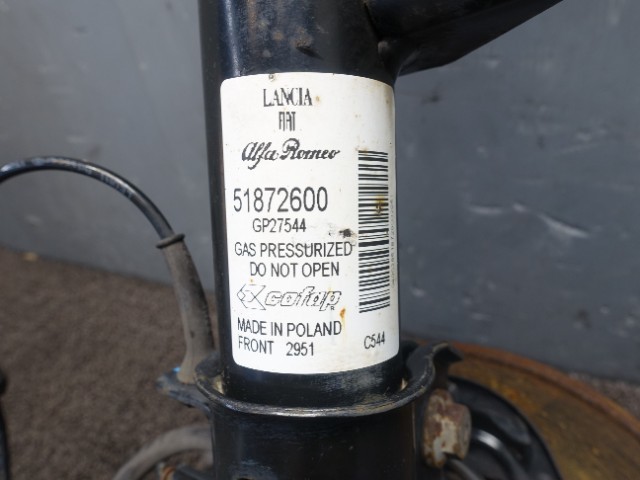 LANCIA
FIAT
Alfa Romeo
51872600
GP27544
GAS PRESSURIZED
DO NOT OPEN
cofap
MADE IN POLAND
FRONT 2951 C544